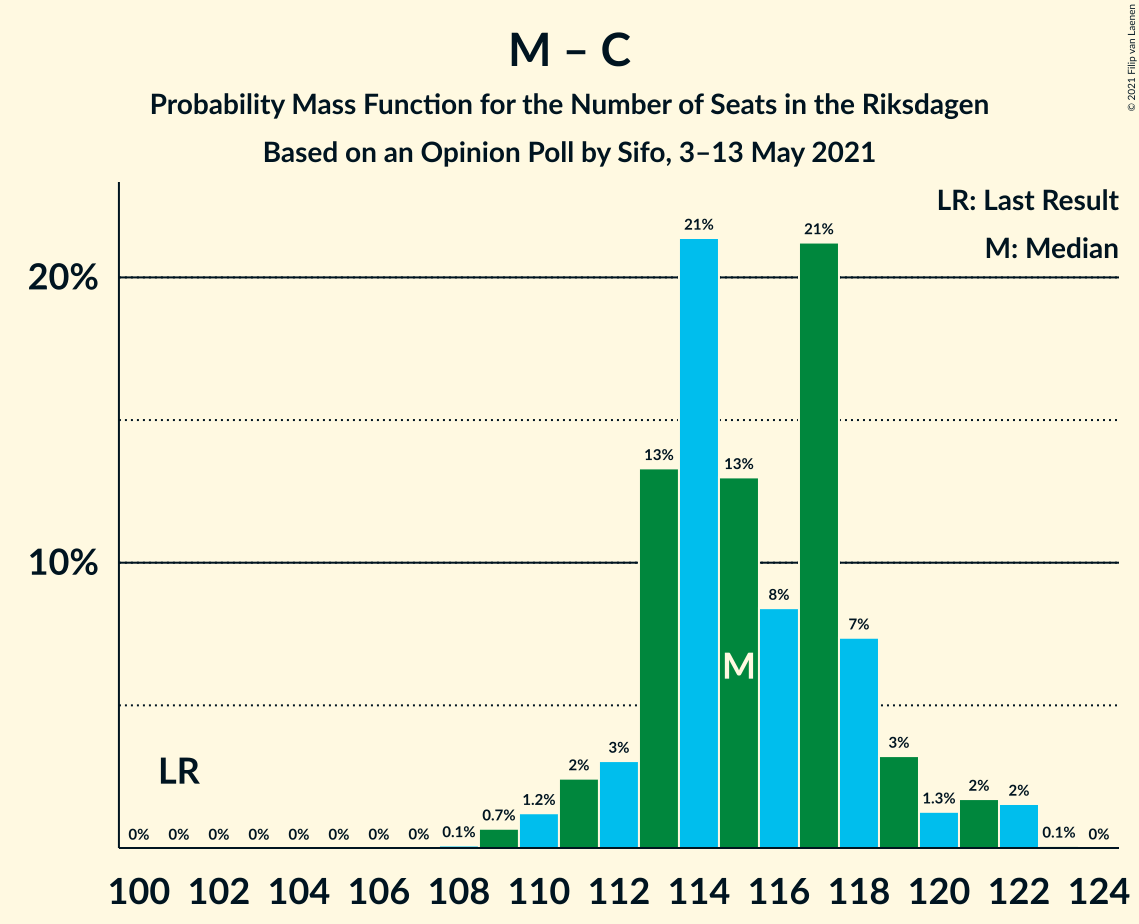 M – C
Probability Mass Function for the Number of Seats in the Riksdagen
Based on an Opinion Poll by Sifo, 3–13 May 2021
© 2021 Filip van Laenen
LR: Last Result
M: Median
20%
10%
21%
21%
13%
13%
8%
7%
M
3%
3%
2%
LR
2%
2%
1.2%
1.3%
0.7%
0% 0% 0% 0% 0% 0% 0% 0% 0.1% 0.1% 0%
100 102 104 106 108 110 112 114 116 118 120 122 124